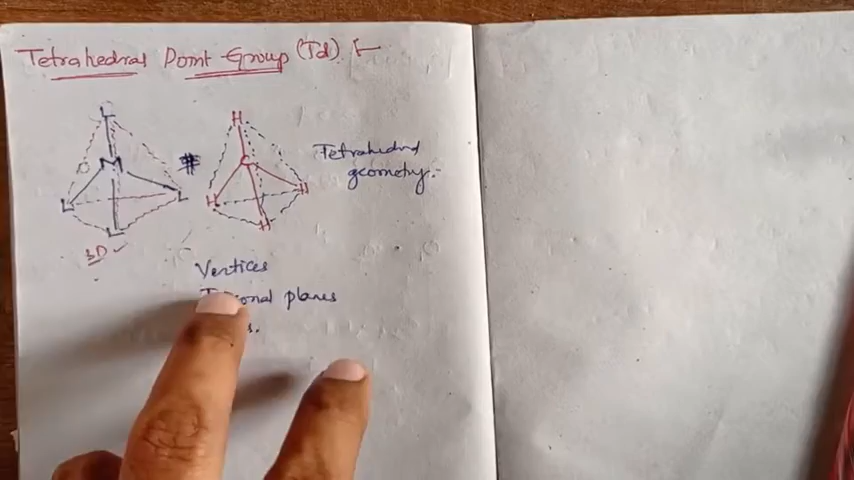 Tetrahedral Point-Group (Td) :-
L
M
L
L
L
3D ✓
#
H
C
H
H
H
Tetrahedral
geometry:-
Vertices
planes